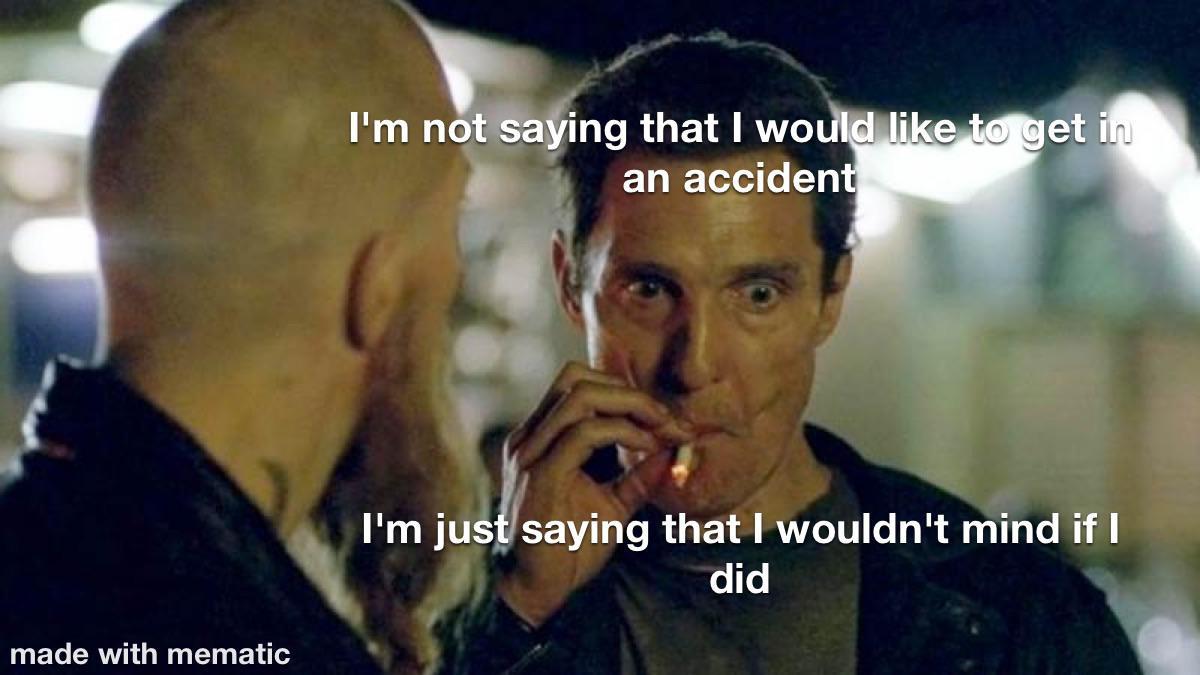 I'm not saying that I would like to get in
an accident
I'm just saying that I wouldn't mind if I
did
made with mematic